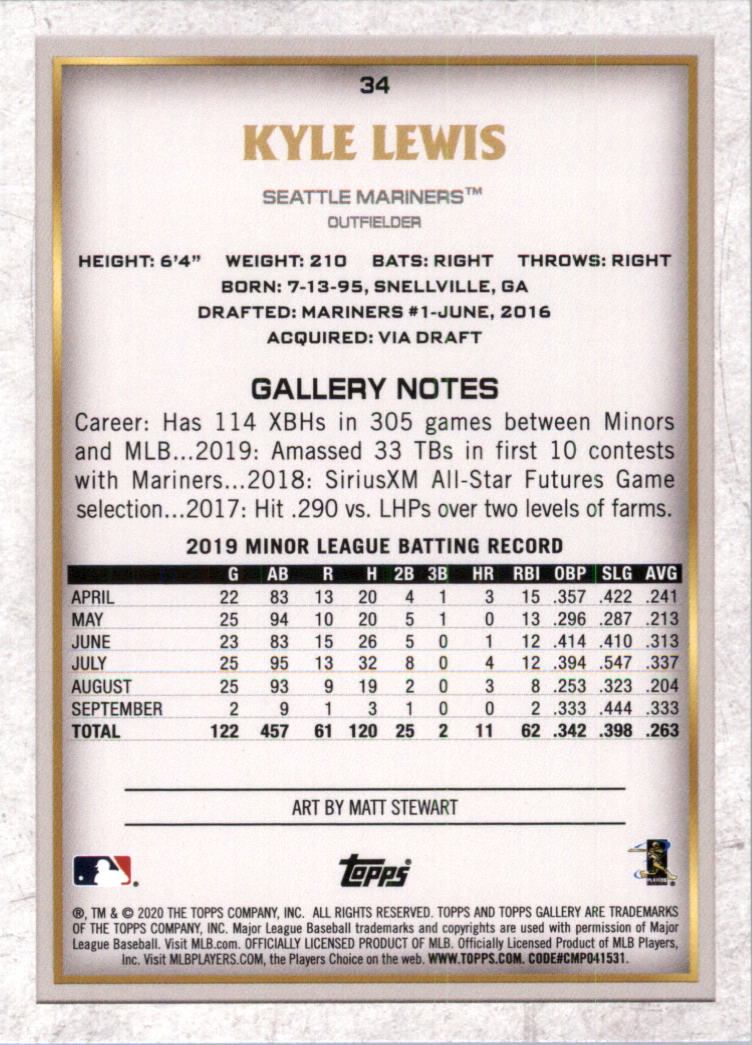 34
KYLE LEWIS
SEATTLE MARINERS™
OUTFIELDER
HEIGHT: 6'4" WEIGHT: 210 BATS: RIGHT THROWS: RIGHT
BORN: 7-13-95, SNELLVILLE, GA
DRAFTED: MARINERS #1-JUNE, 2016
ACQUIRED: VIA DRAFT
GALLERY NOTES
Career: Has 114 XBHs in 305 games between Minors
and MLB...2019: Amassed 33 TBs in first 10 contests
with Mariners...2018: SiriusXM All-Star Futures Game
selection...2017: Hit .290 vs. LHPs over two levels of farms.
2019 MINOR LEAGUE BATTING RECORD
G AB R H 2B 3B HR RBI OBP SLG AVG
APRIL 22 83 13 20 4 1 3 15 .357 .422 .241
MAY 25 94 10 20 5 1 0 13 .296 .287 .213
JUNE 23 83 15 26 5 0 1 12 .414 .410 .313
JULY 25 95 13 32 8 0 4 12 .394 .547 .337
AUGUST 25 93 9 19 2 0 3 8 .253 .323 .204
SEPTEMBER 2 9 1 3 1 0 0 2 .333 .444 .333
TOTAL 122 457 61 120 25 2 11 62 .342 .398 .263
ART BY MATT STEWART
topps
®, TM & © 2020 THE TOPPS COMPANY, INC. ALL RIGHTS RESERVED. TOPPS AND TOPPS GALLERY ARE TRADEMARKS
OF THE TOPPS COMPANY, INC. Major League Baseball trademarks and copyrights are used with permission of Major
League Baseball. Visit MLB.com. OFFICIALLY LICENSED PRODUCT OF MLB. Officially Licensed Product of MLB Players,
Inc. Visit MLBPLAYERS.COM, the Players Choice on the web. WWW.TOPPS.COM. CODE#CMP041531.